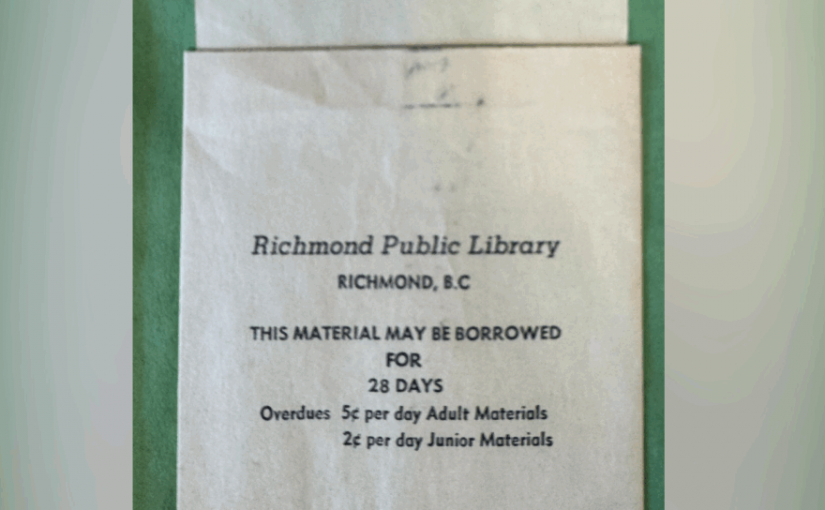 Richmond Public Library
RICHMOND, B.C
THIS MATERIAL MAY BE BORROWED
FOR
28 DAYS
Overdues 5¢ per day Adult Materials
2¢ per day Junior Materials